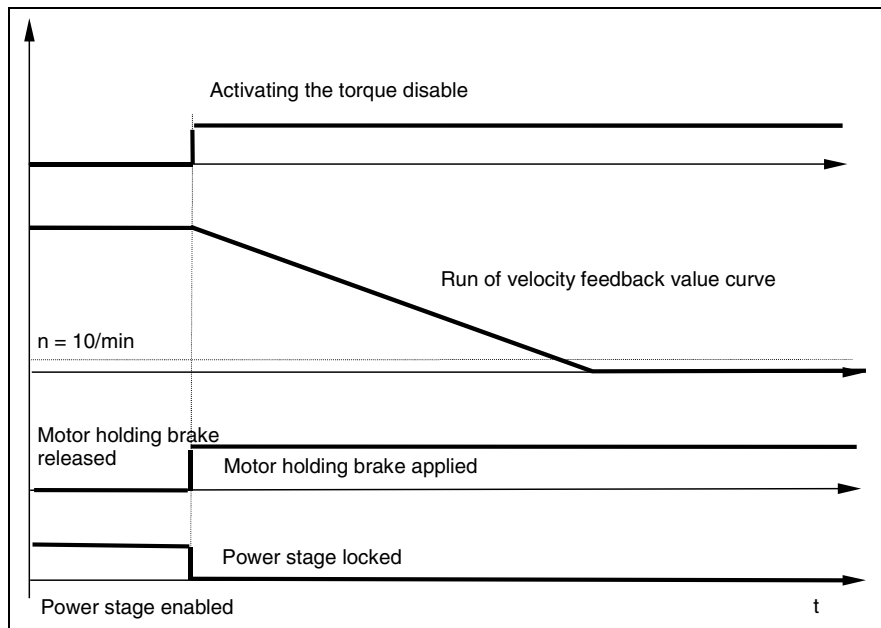 Activating the torque disable
Run of velocity feedback value curve
n = 10/min
Motor holding brake
released
Motor holding brake applied
Power stage locked
Power stage enabled
t